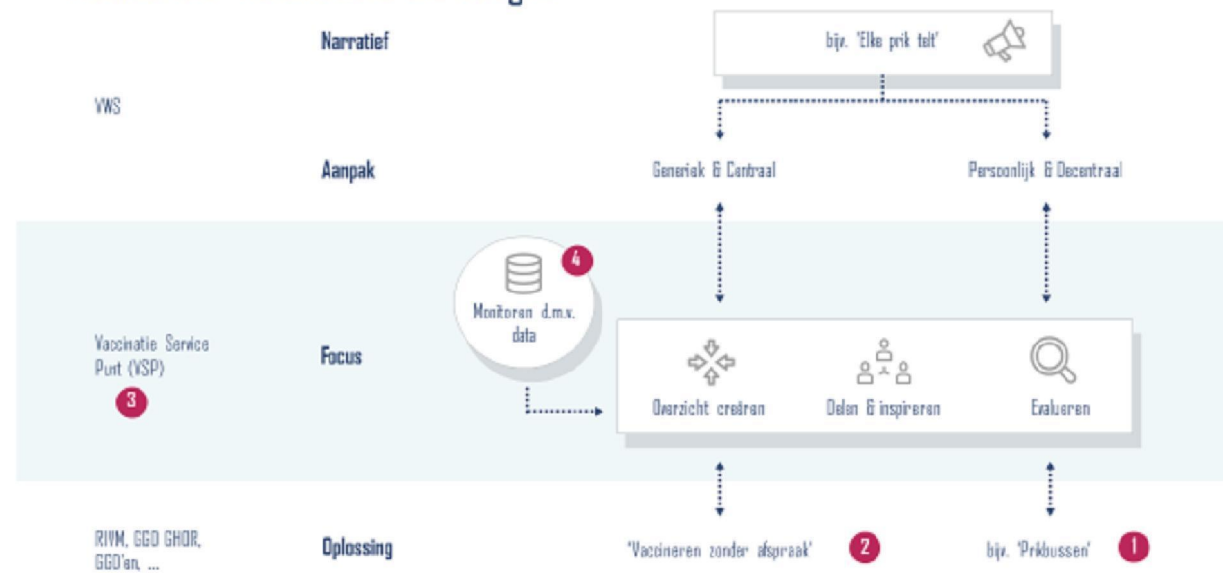 Narratief
bijv. 'Elke prik telt'
VWS
Aanpak
Generiek & Centraal
Persoonlijk & Decentraal
4
Monitoren d.m.v.
data
Vaccinatie Service
Punt (VSP)
3
Focus
Overzicht creëren
Delen & inspireren
Evalueren
RIVM, GGD GHOR,
GGD'en, ...
Oplossing
'Vaccineren zonder afspraak'
2
bijv. 'Prikbussen'
1